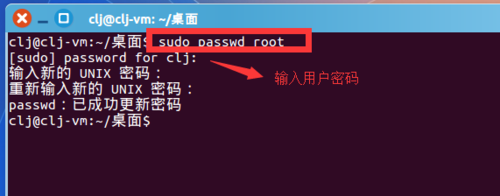 clj@clj-vm: ~/桌面
clj@clj-vm:~/桌面$ sudo passwd root
[sudo] password for clj:
输入用户密码
输入新的 UNIX 密码：
重新输入新的 UNIX 密码：
passwd：已成功更新密码
clj@clj-vm:~/桌面$